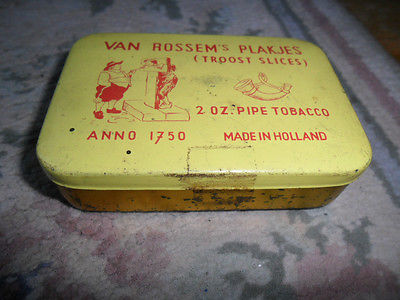 VAN ROSSEM'S PLAKJES
(TROOST SLICES)
2 OZ. PIPE TOBACCO
ANNO 1750 MADE IN HOLLAND